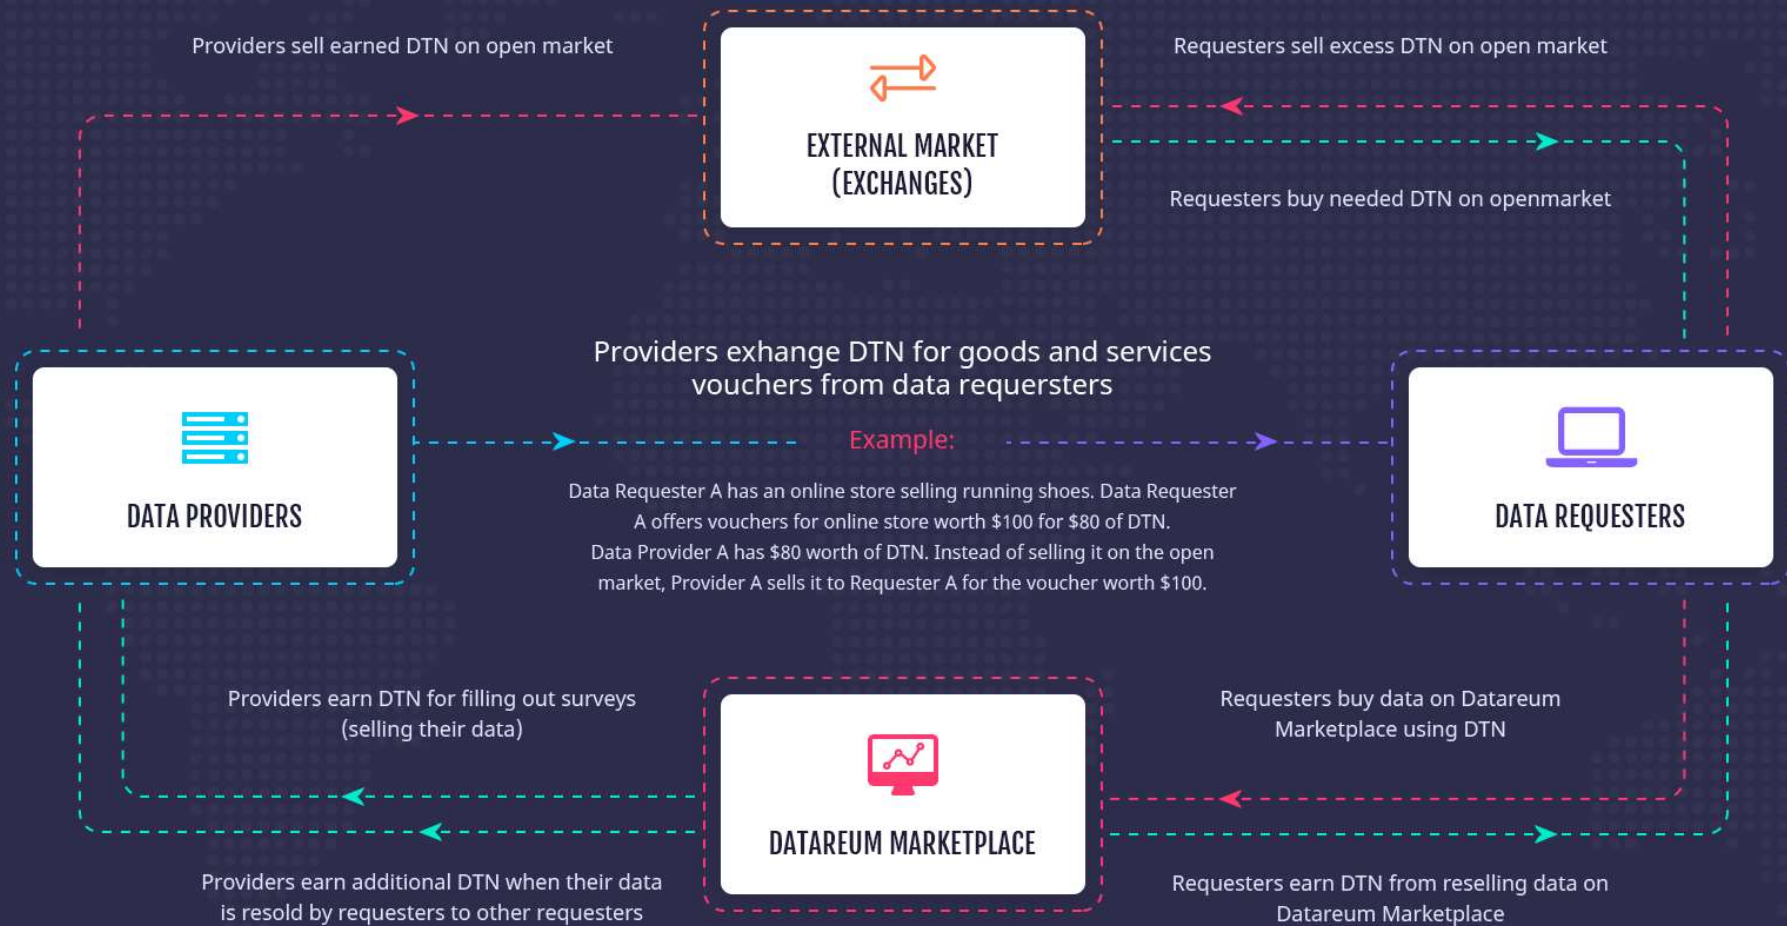 Providers sell earned DTN on open market
EXTERNAL MARKET
(EXCHANGES)
Requesters sell excess DTN on open market
Requesters buy needed DTN on openmarket
Providers exhange DTN for goods and services
vouchers from data requersters
Example:
Data Requester A has an online store selling running shoes. Data Requester
A offers vouchers for online store worth $100 for $80 of DTN.
Data Provider A has $80 worth of DTN. Instead of selling it on the open
market, Provider A sells it to Requester A for the voucher worth $100.
DATA PROVIDERS
DATA REQUESTERS
Providers earn DTN for filling out surveys
(selling their data)
Requesters buy data on Datareum
Marketplace using DTN
DATAREUM MARKETPLACE
Providers earn additional DTN when their data
is resold by requesters to other requesters
Requesters earn DTN from reselling data on
Datareum Marketplace